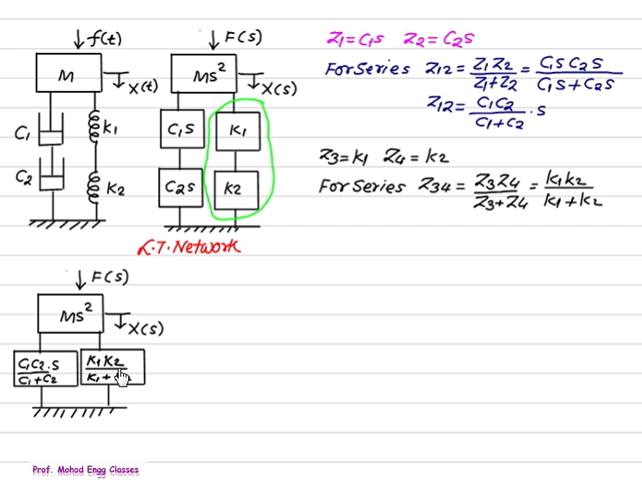 f(t)
F(s)
Z1 = C1s Z2 = C2s
M
x(t)
Ms²
X(s)
For Series Z12 = Z1Z2 / Z1+Z2 = C1s C2s / C1s + C2s
Z12 = C1C2 / C1+C2 . s
C1
K1
C1s
K1
C2
K2
C2s
K2
Z3 = K1 Z4 = K2
For Series Z34 = Z3Z4 / Z3+Z4 = K1K2 / K1+K2
L.T. Network
F(s)
Ms²
X(s)
C1C2.s / C1+C2
K1K2 / K1+
Prof. Mohod Engg Classes